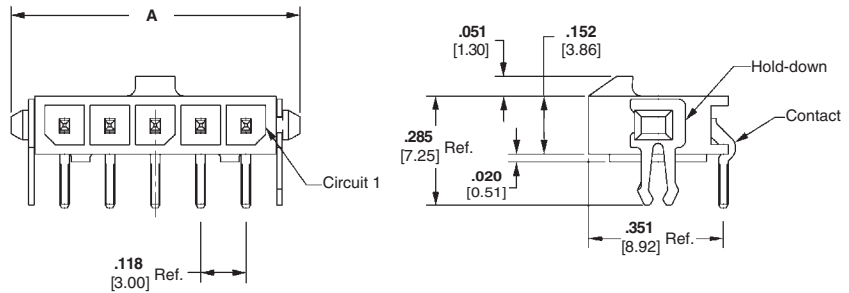 A
.051
[1.30]
.152
[3.86]
Hold-down
Contact
.285
[7.25] Ref.
.020
[0.51]
Circuit 1
.351
[8.92] Ref.
.118
[3.00] Ref.